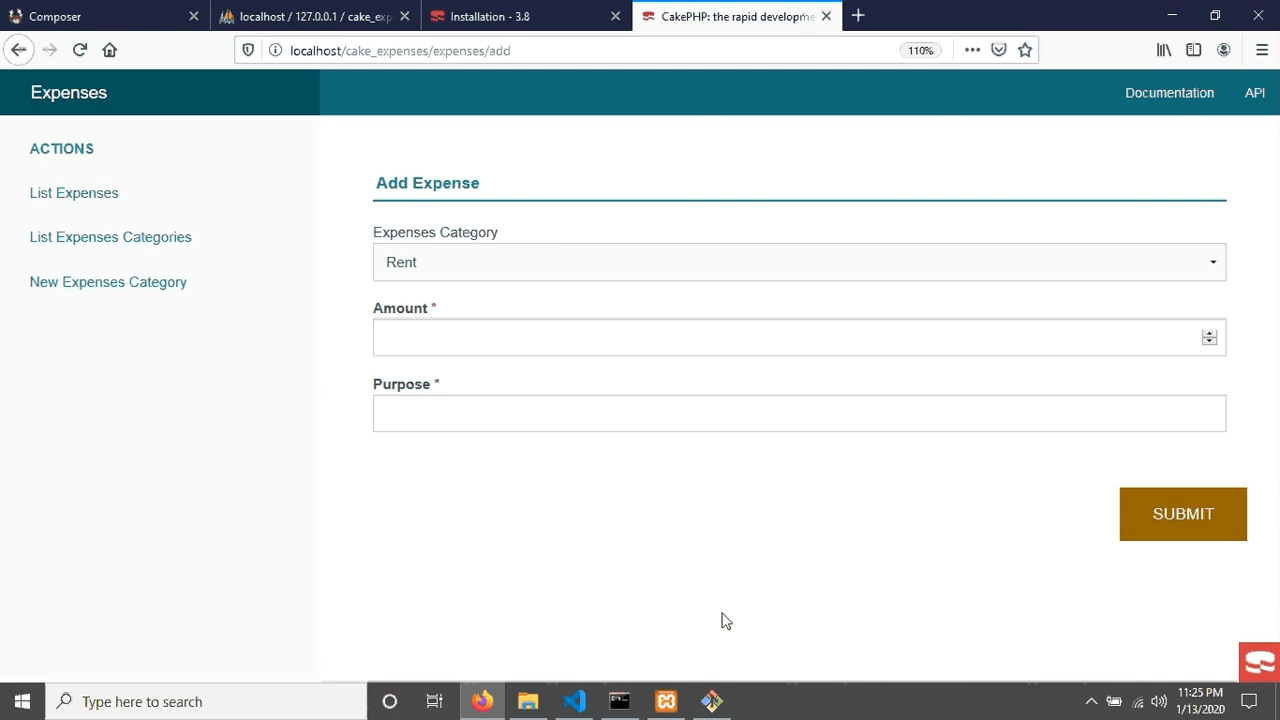 Composer
localhost / 127.0.0.1 / cake_exp
Installation - 3.8
CakePHP: the rapid developme
localhost/cake_expenses/expenses/add
110%
Expenses
Documentation
API
ACTIONS
List Expenses
List Expenses Categories
New Expenses Category
Add Expense
Expenses Category
Rent
Amount *
Purpose *
SUBMIT
Type here to search
11:25 PM
1/13/2020